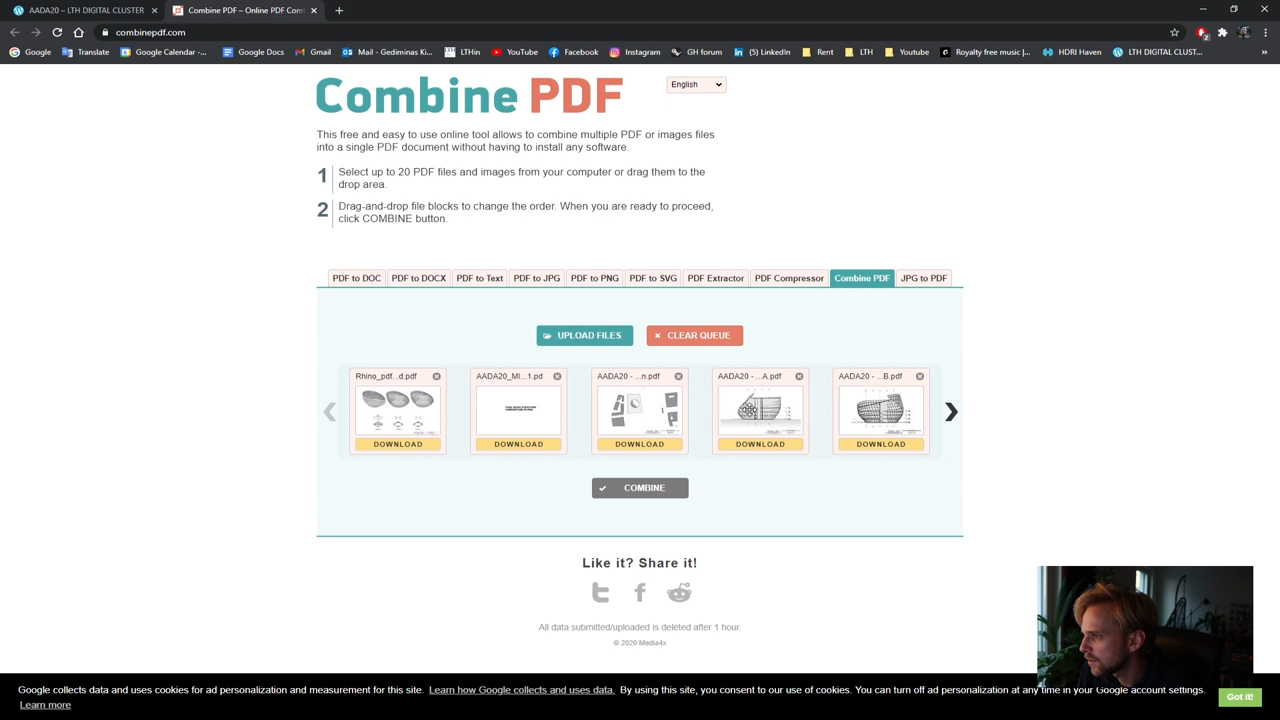 AADA20 – LTH DIGITAL CLUSTER
Combine PDF – Online PDF Com
combinepdf.com
Google Translate Google Calendar -... Google Docs Gmail Mail - Gediminas Ki... LTHin YouTube Facebook Instagram GH forum (5) LinkedIn Rent LTH Youtube Royalty free music |... HDRI Haven LTH DIGITAL CLUST...
Combine PDF
English
This free and easy to use online tool allows to combine multiple PDF or images files
into a single PDF document without having to install any software.
1 Select up to 20 PDF files and images from your computer or drag them to the
drop area.
2 Drag-and-drop file blocks to change the order. When you are ready to proceed,
click COMBINE button.
PDF to DOC PDF to DOCX PDF to Text PDF to JPG PDF to PNG PDF to SVG PDF Extractor PDF Compressor Combine PDF JPG to PDF
UPLOAD FILES CLEAR QUEUE
Rhino_pdf...d.pdf AADA20_MI...1.pd AADA20 - ...n.pdf AADA20 - ...A.pdf AADA20 - ...B.pdf
DOWNLOAD DOWNLOAD DOWNLOAD DOWNLOAD DOWNLOAD
COMBINE
Like it? Share it!
All data submitted/uploaded is deleted after 1 hour.
© 2020 Media4x
Google collects data and uses cookies for ad personalization and measurement for this site. Learn how Google collects and uses data. By using this site, you consent to our use of cookies. You can turn off ad personalization at any time in your Google account settings.
Learn more
Got it!